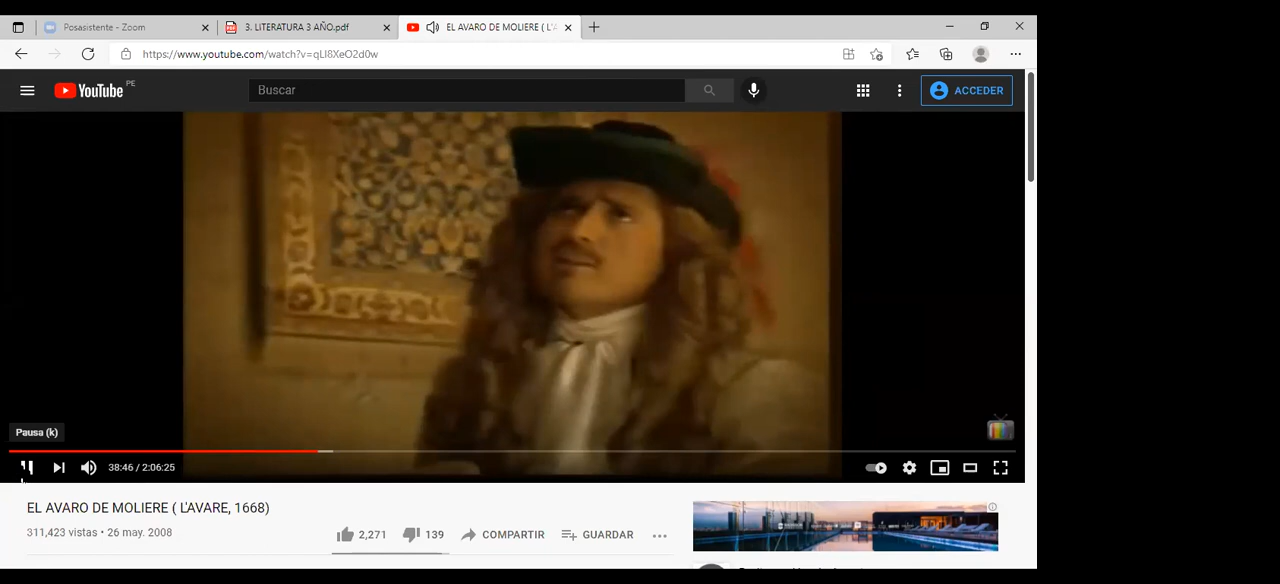 Posasistente - Zoom
3. LITERATURA 3 AÑO.pdf
EL AVARO DE MOLIERE ( L'A
https://www.youtube.com/watch?v=qLl8XeO2d0w
YouTube PE
Buscar
ACCEDER
Pausa (k)
38:46 / 2:06:25
EL AVARO DE MOLIERE ( L'AVARE, 1668)
311,423 vistas • 26 may. 2008
2,271
139
COMPARTIR
GUARDAR